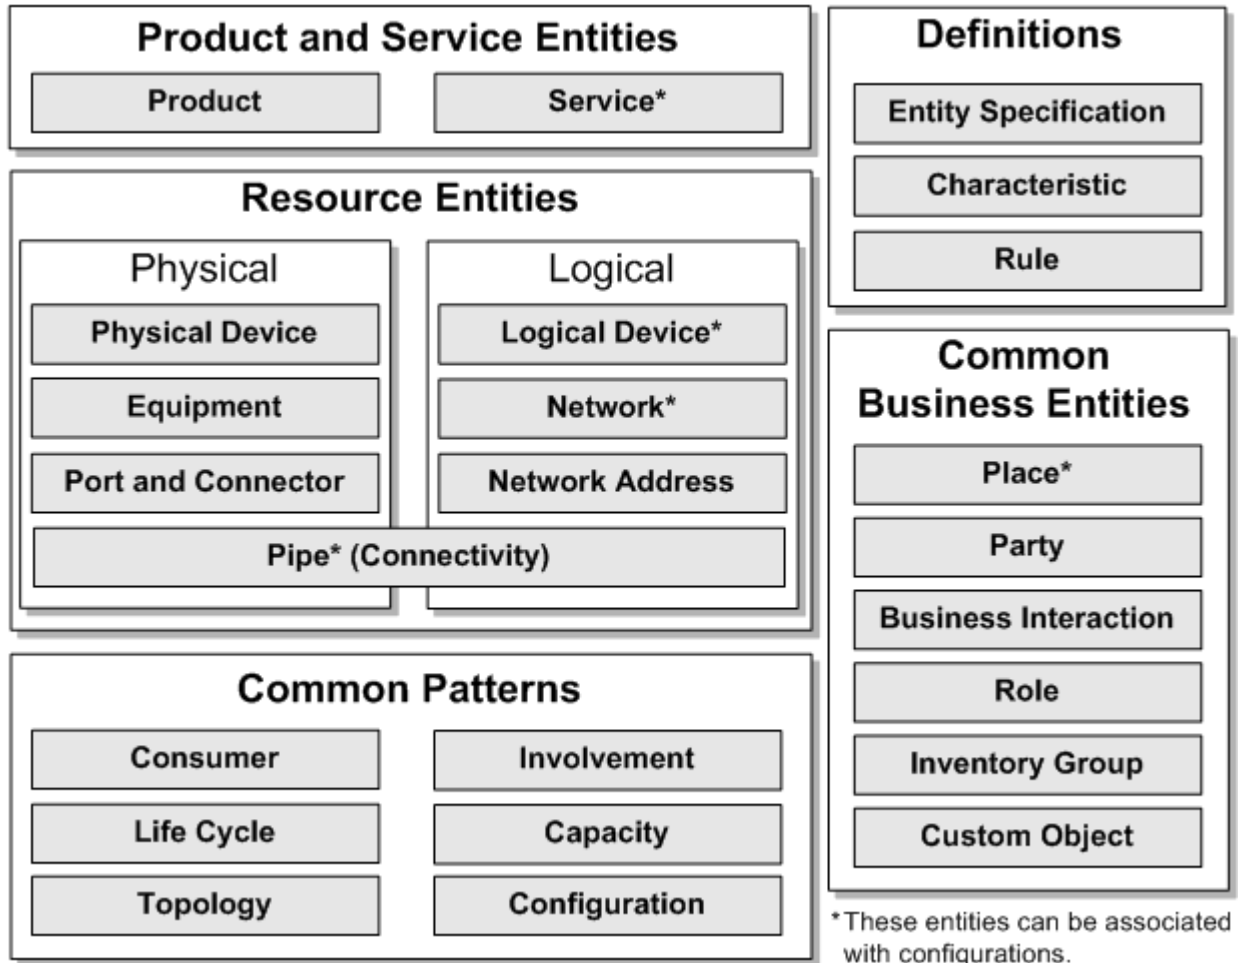 Product and Service Entities
Product
Service*
Resource Entities
Physical
Physical Device
Equipment
Port and Connector
Logical
Logical Device*
Network*
Network Address
Pipe* (Connectivity)
Common Patterns
Consumer
Involvement
Life Cycle
Capacity
Topology
Configuration
Definitions
Entity Specification
Characteristic
Rule
Common
Business Entities
Place*
Party
Business Interaction
Role
Inventory Group
Custom Object
*These entities can be associated
with configurations.